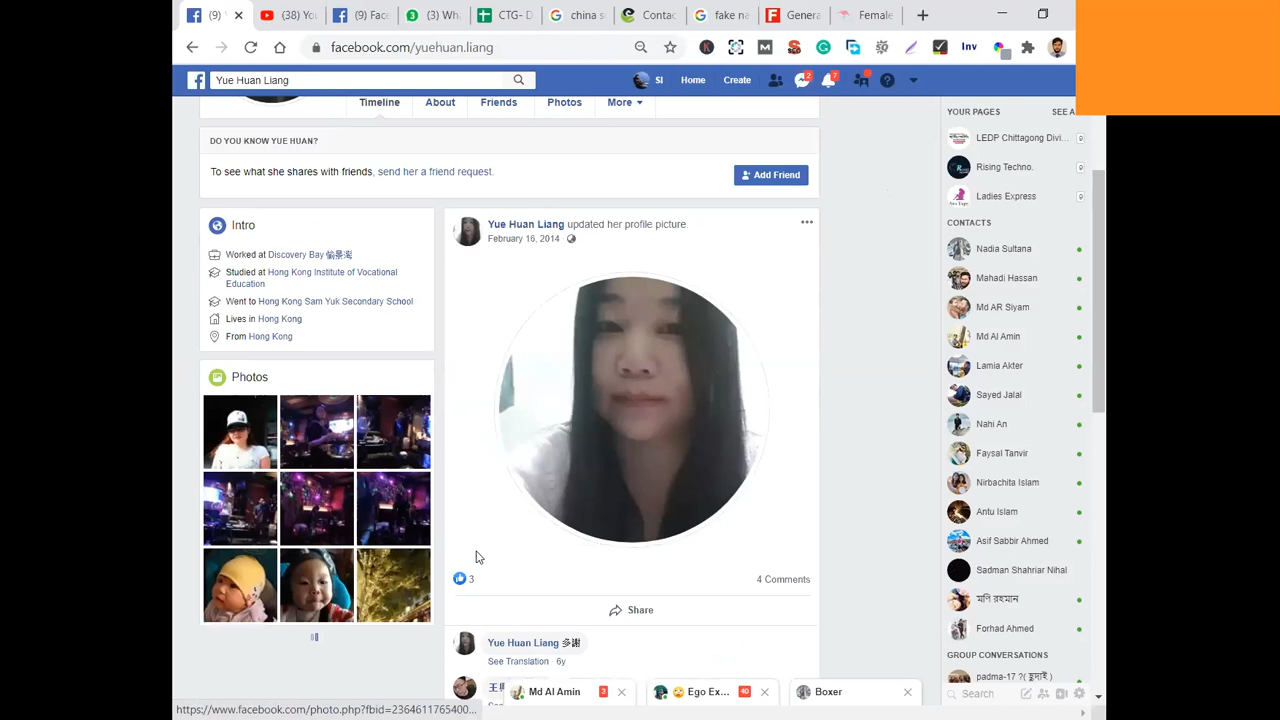 (9)
(38) You
(9) Face
(3) Wha
CTG- D
china s
Contac
fake na
Genera
Female
facebook.com/yuehuan.liang
Inv
Yue Huan Liang
SI
Home
Create
2
7
Timeline
About
Friends
Photos
More
DO YOU KNOW YUE HUAN?
To see what she shares with friends, send her a friend request.
Add Friend
Intro
Worked at Discovery Bay 愉景灣
Studied at Hong Kong Institute of Vocational
Education
Went to Hong Kong Sam Yuk Secondary School
Lives in Hong Kong
From Hong Kong
Photos
Yue Huan Liang updated her profile picture.
February 16, 2014
3
4 Comments
Share
Yue Huan Liang 多謝
See Translation 6y
YOUR PAGES
SEE A
LEDP Chittagong Divi...
Rising Techno.
Ladies Express
CONTACTS
Nadia Sultana
Mahadi Hassan
Md AR Siyam
Md Al Amin
Lamia Akter
Sayed Jalal
Nahi An
Faysal Tanvir
Nirbachita Islam
Antu Islam
Asif Sabbir Ahmed
Sadman Shahriar Nihal
মণি রহমান
Forhad Ahmed
GROUP CONVERSATIONS
padma-17 ?( হুদাই )
Search
Md Al Amin 3
Ego Ex... 40
Boxer
https://www.facebook.com/photo.php?fbid=2364611765400...